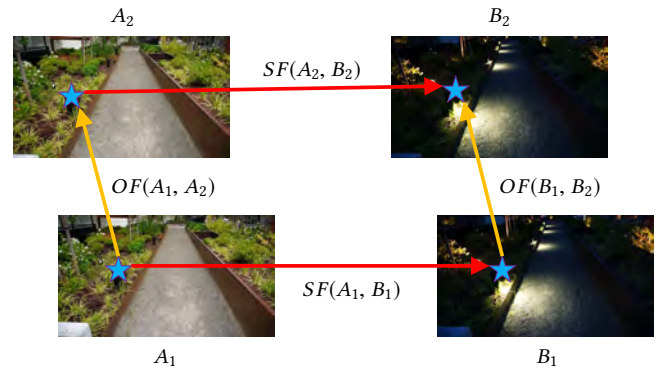 A₂
B₂
SF(A₂, B₂)
OF(A₁, A₂)
OF(B₁, B₂)
SF(A₁, B₁)
A₁
B₁